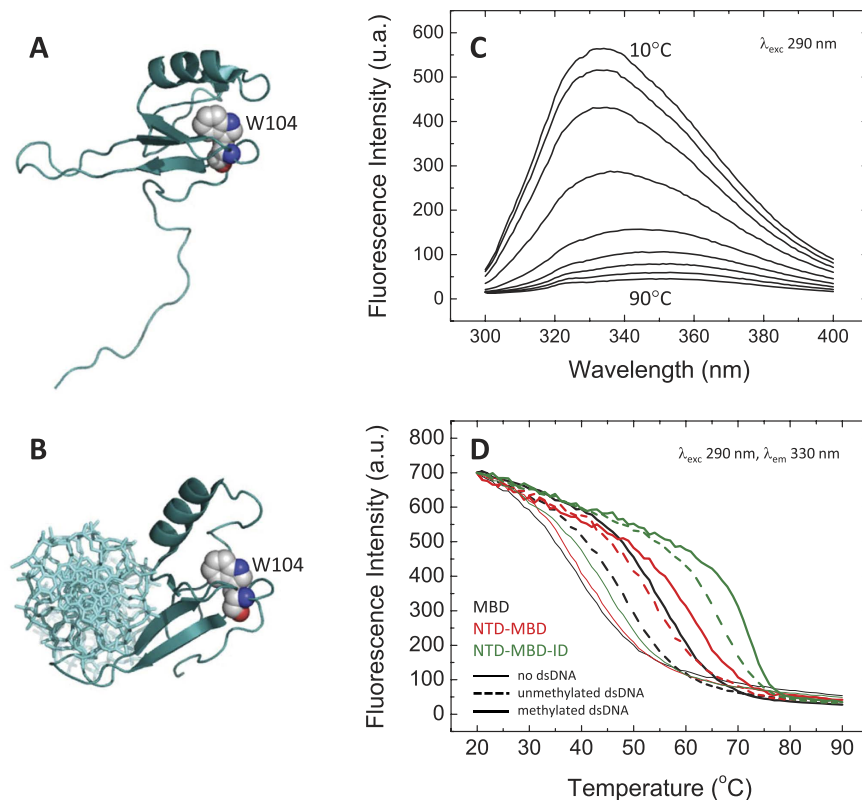 A
W104
B
W104
C
10°C
λexc 290 nm
90°C
Fluorescence Intensity (u.a.)
600
500
400
300
200
100
0
300 320 340 360 380 400
Wavelength (nm)
D
λexc 290 nm, λem 330 nm
MBD
NTD-MBD
NTD-MBD-ID
no dsDNA
unmethylated dsDNA
methylated dsDNA
Fluorescence Intensity (a.u.)
800
700
600
500
400
300
200
100
0
20 30 40 50 60 70 80 90
Temperature (°C)